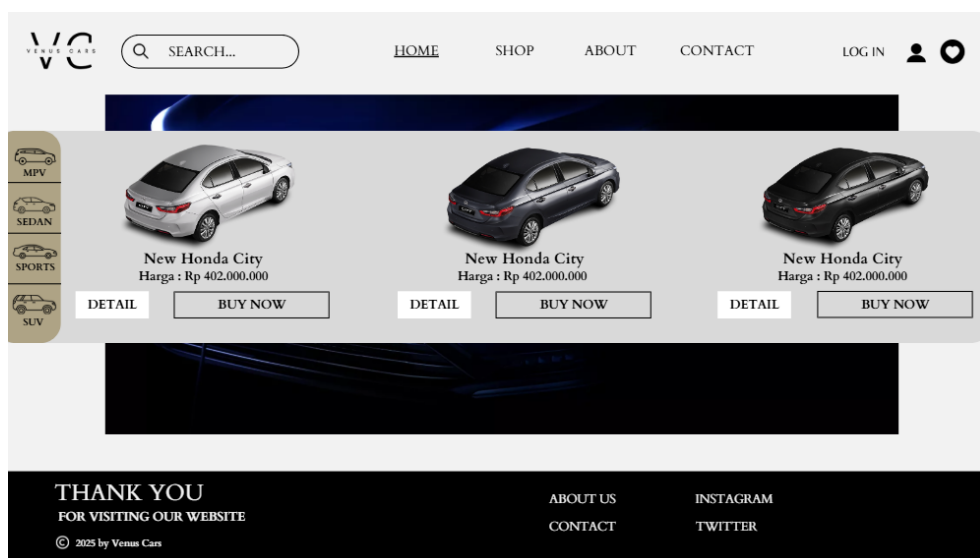 VC
VENUS CARS
SEARCH...
HOME SHOP ABOUT CONTACT
LOG IN
MPV
SEDAN
SPORTS
SUV
New Honda City
Harga : Rp 402.000.000
DETAIL BUY NOW
New Honda City
Harga : Rp 402.000.000
DETAIL BUY NOW
New Honda City
Harga : Rp 402.000.000
DETAIL BUY NOW
THANK YOU
FOR VISITING OUR WEBSITE
© 2025 by Venus Cars
ABOUT US INSTAGRAM
CONTACT TWITTER